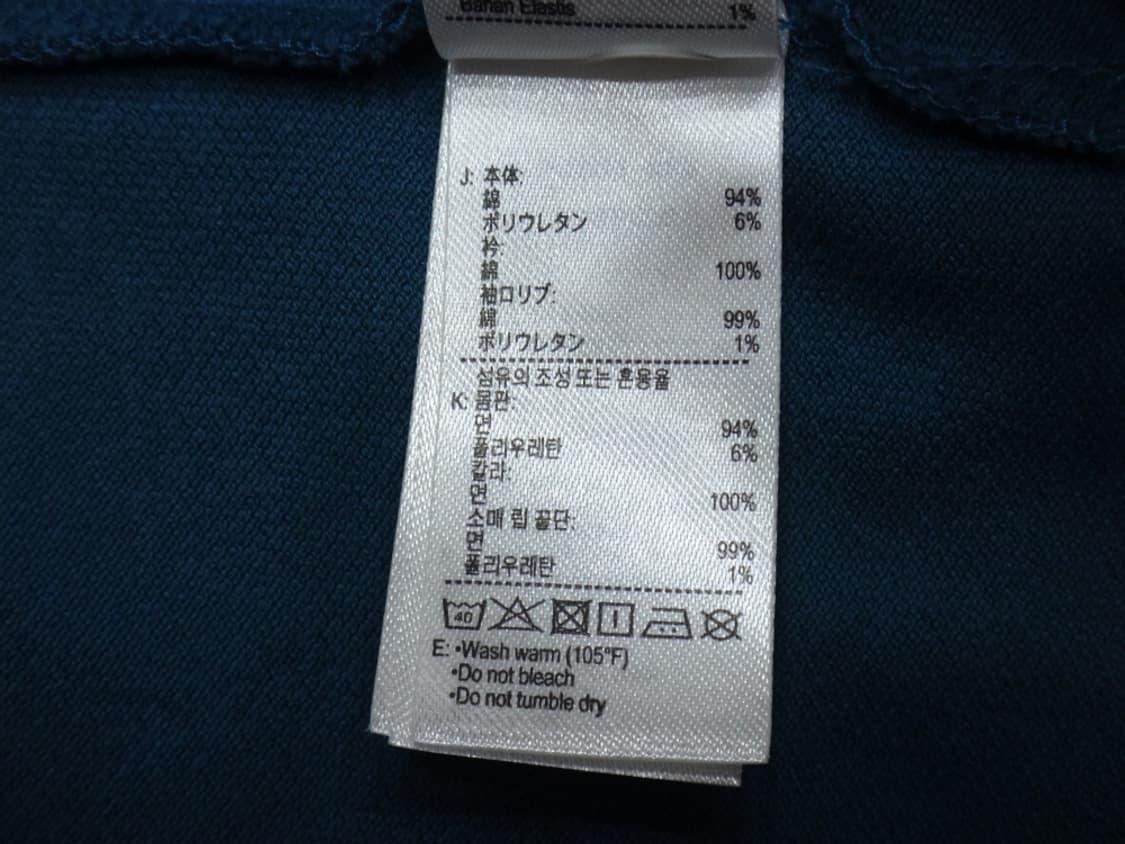 Bahan Elastis 1%
J: 本体:
綿 94%
ポリウレタン 6%
衿:
綿 100%
袖口リブ:
綿 99%
ポリウレタン 1%
섬유의 조성 또는 혼용율
K: 몸판:
면 94%
폴리우레탄 6%
칼라:
면 100%
소매 립 끝단:
면 99%
폴리우레탄 1%
40
E: •Wash warm (105°F)
•Do not bleach
•Do not tumble dry